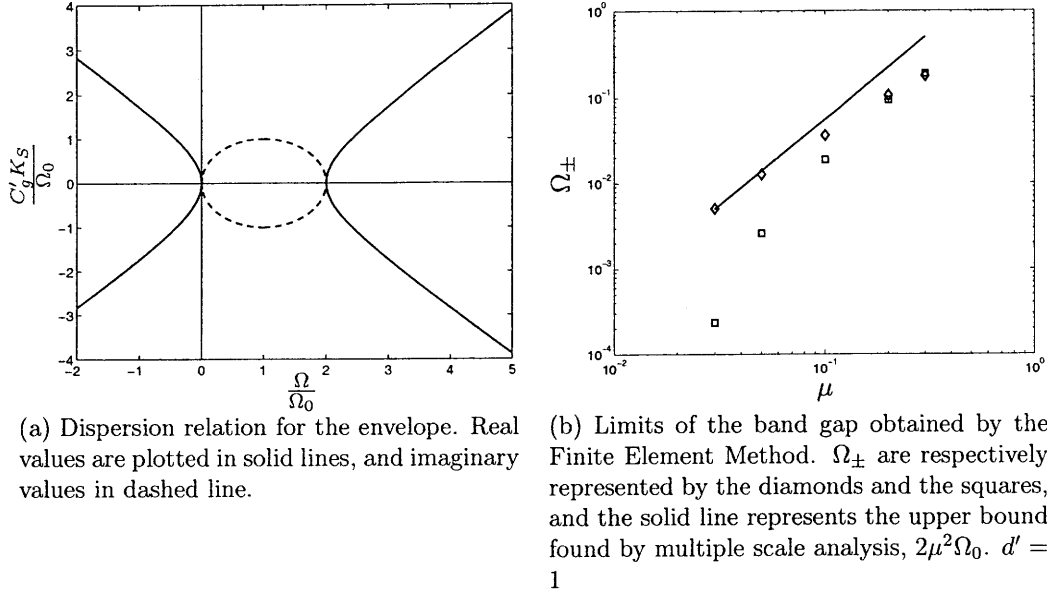 4
3
2
1
0
-1
-2
-3
-4
C'_g K_S
Ω_0
-2 -1 0 1 2 3 4 5
Ω
Ω_0
(a) Dispersion relation for the envelope. Real
values are plotted in solid lines, and imaginary
values in dashed line.
10^0
10^-1
10^-2
10^-3
10^-4
Ω_±
10^-2 10^-1 10^0
μ
(b) Limits of the band gap obtained by the
Finite Element Method. Ω_± are respectively
represented by the diamonds and the squares,
and the solid line represents the upper bound
found by multiple scale analysis, 2μ²Ω_0. d′ =
1